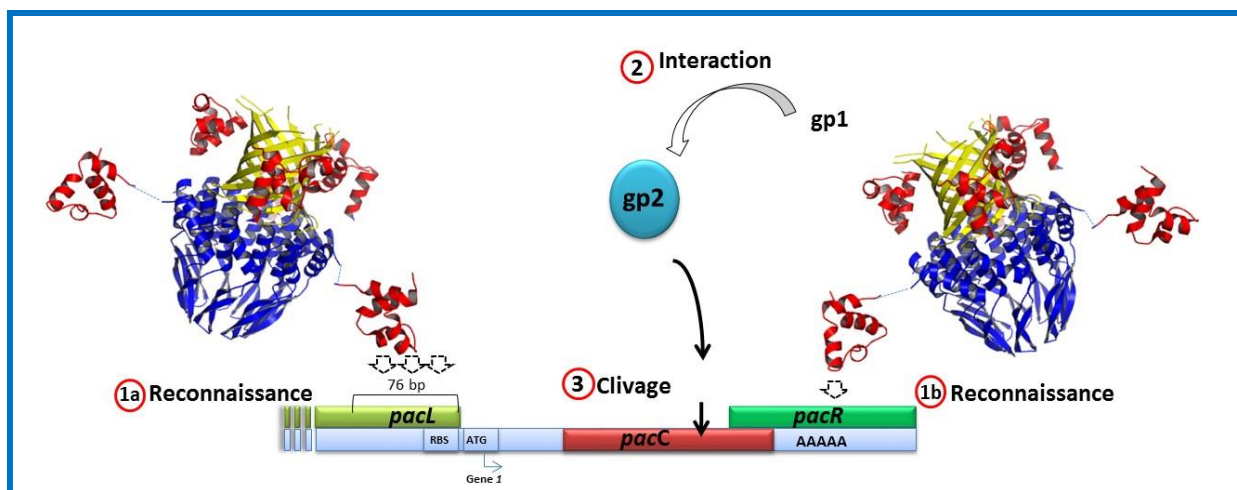 2 Interaction
gp1
gp2
1a Reconnaissance
76 bp
3 Clivage
1b Reconnaissance
pacL
pacR
RBS ATG
pacC
AAAAA
Gene 1